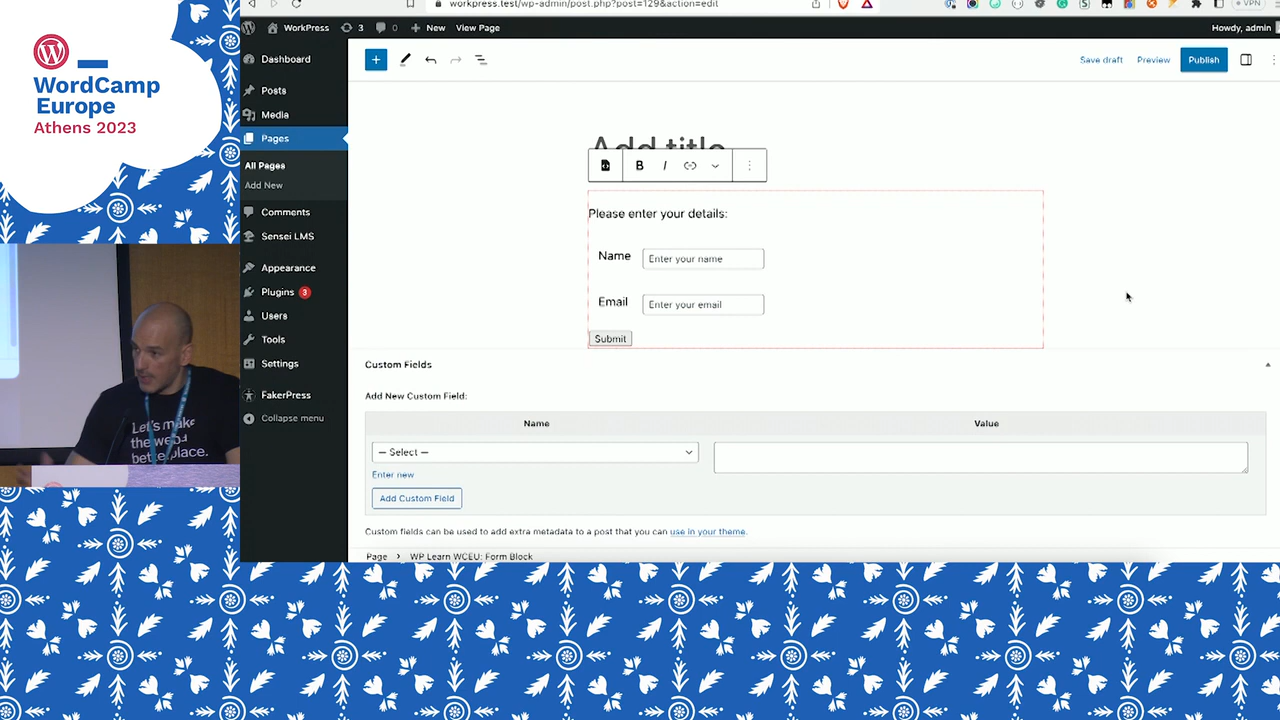 WordCamp
Europe
Athens 2023
Let's make
the web
better place.
workpress.test/wp-admin/post.php?post=129&action=edit
VPN
WorkPress
3
0
New
View Page
Howdy, admin
Dashboard
Posts
Media
Pages
All Pages
Add New
Comments
Sensei LMS
Appearance
Plugins 3
Users
Tools
Settings
FakerPress
Collapse menu
Save draft
Preview
Publish
Add title
B
I
Please enter your details:
Name
Enter your name
Email
Enter your email
Submit
Custom Fields
Add New Custom Field:
Name
Value
— Select —
Enter new
Add Custom Field
Custom fields can be used to add extra metadata to a post that you can use in your theme.
Page > WP Learn WCEU: Form Block